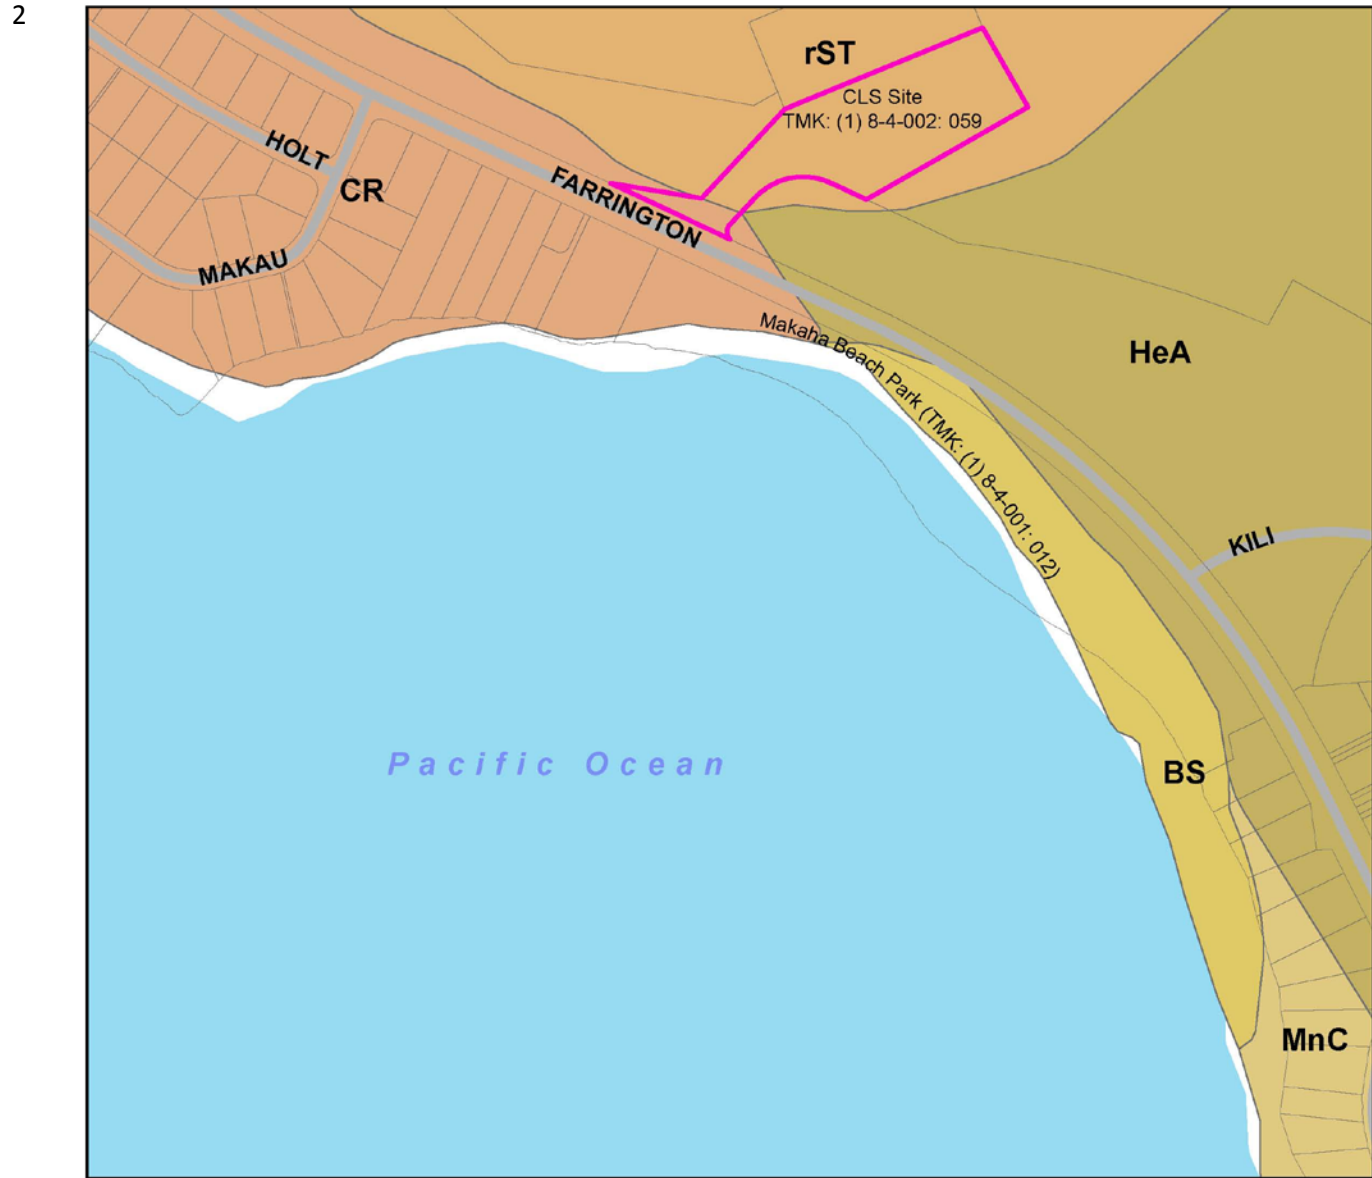 2
rST
CLS Site
TMK: (1) 8-4-002: 059
HOLT
CR
FARRINGTON
MAKAU
Makaha Beach Park (TMK: (1) 8-4-001: 012)
HeA
KILI
Pacific Ocean
BS
MnC